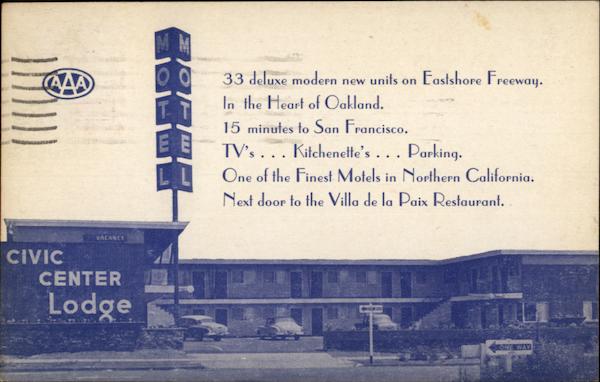 AAA
MOTEL
MOTEL
33 deluxe modern new units on Eastshore Freeway.
In the Heart of Oakland.
15 minutes to San Francisco.
TV's . . . Kitchenette's . . . Parking.
One of the Finest Motels in Northern California.
Next door to the Villa de la Paix Restaurant.
VACANCY
CIVIC
CENTER
Lodge
ONE WAY